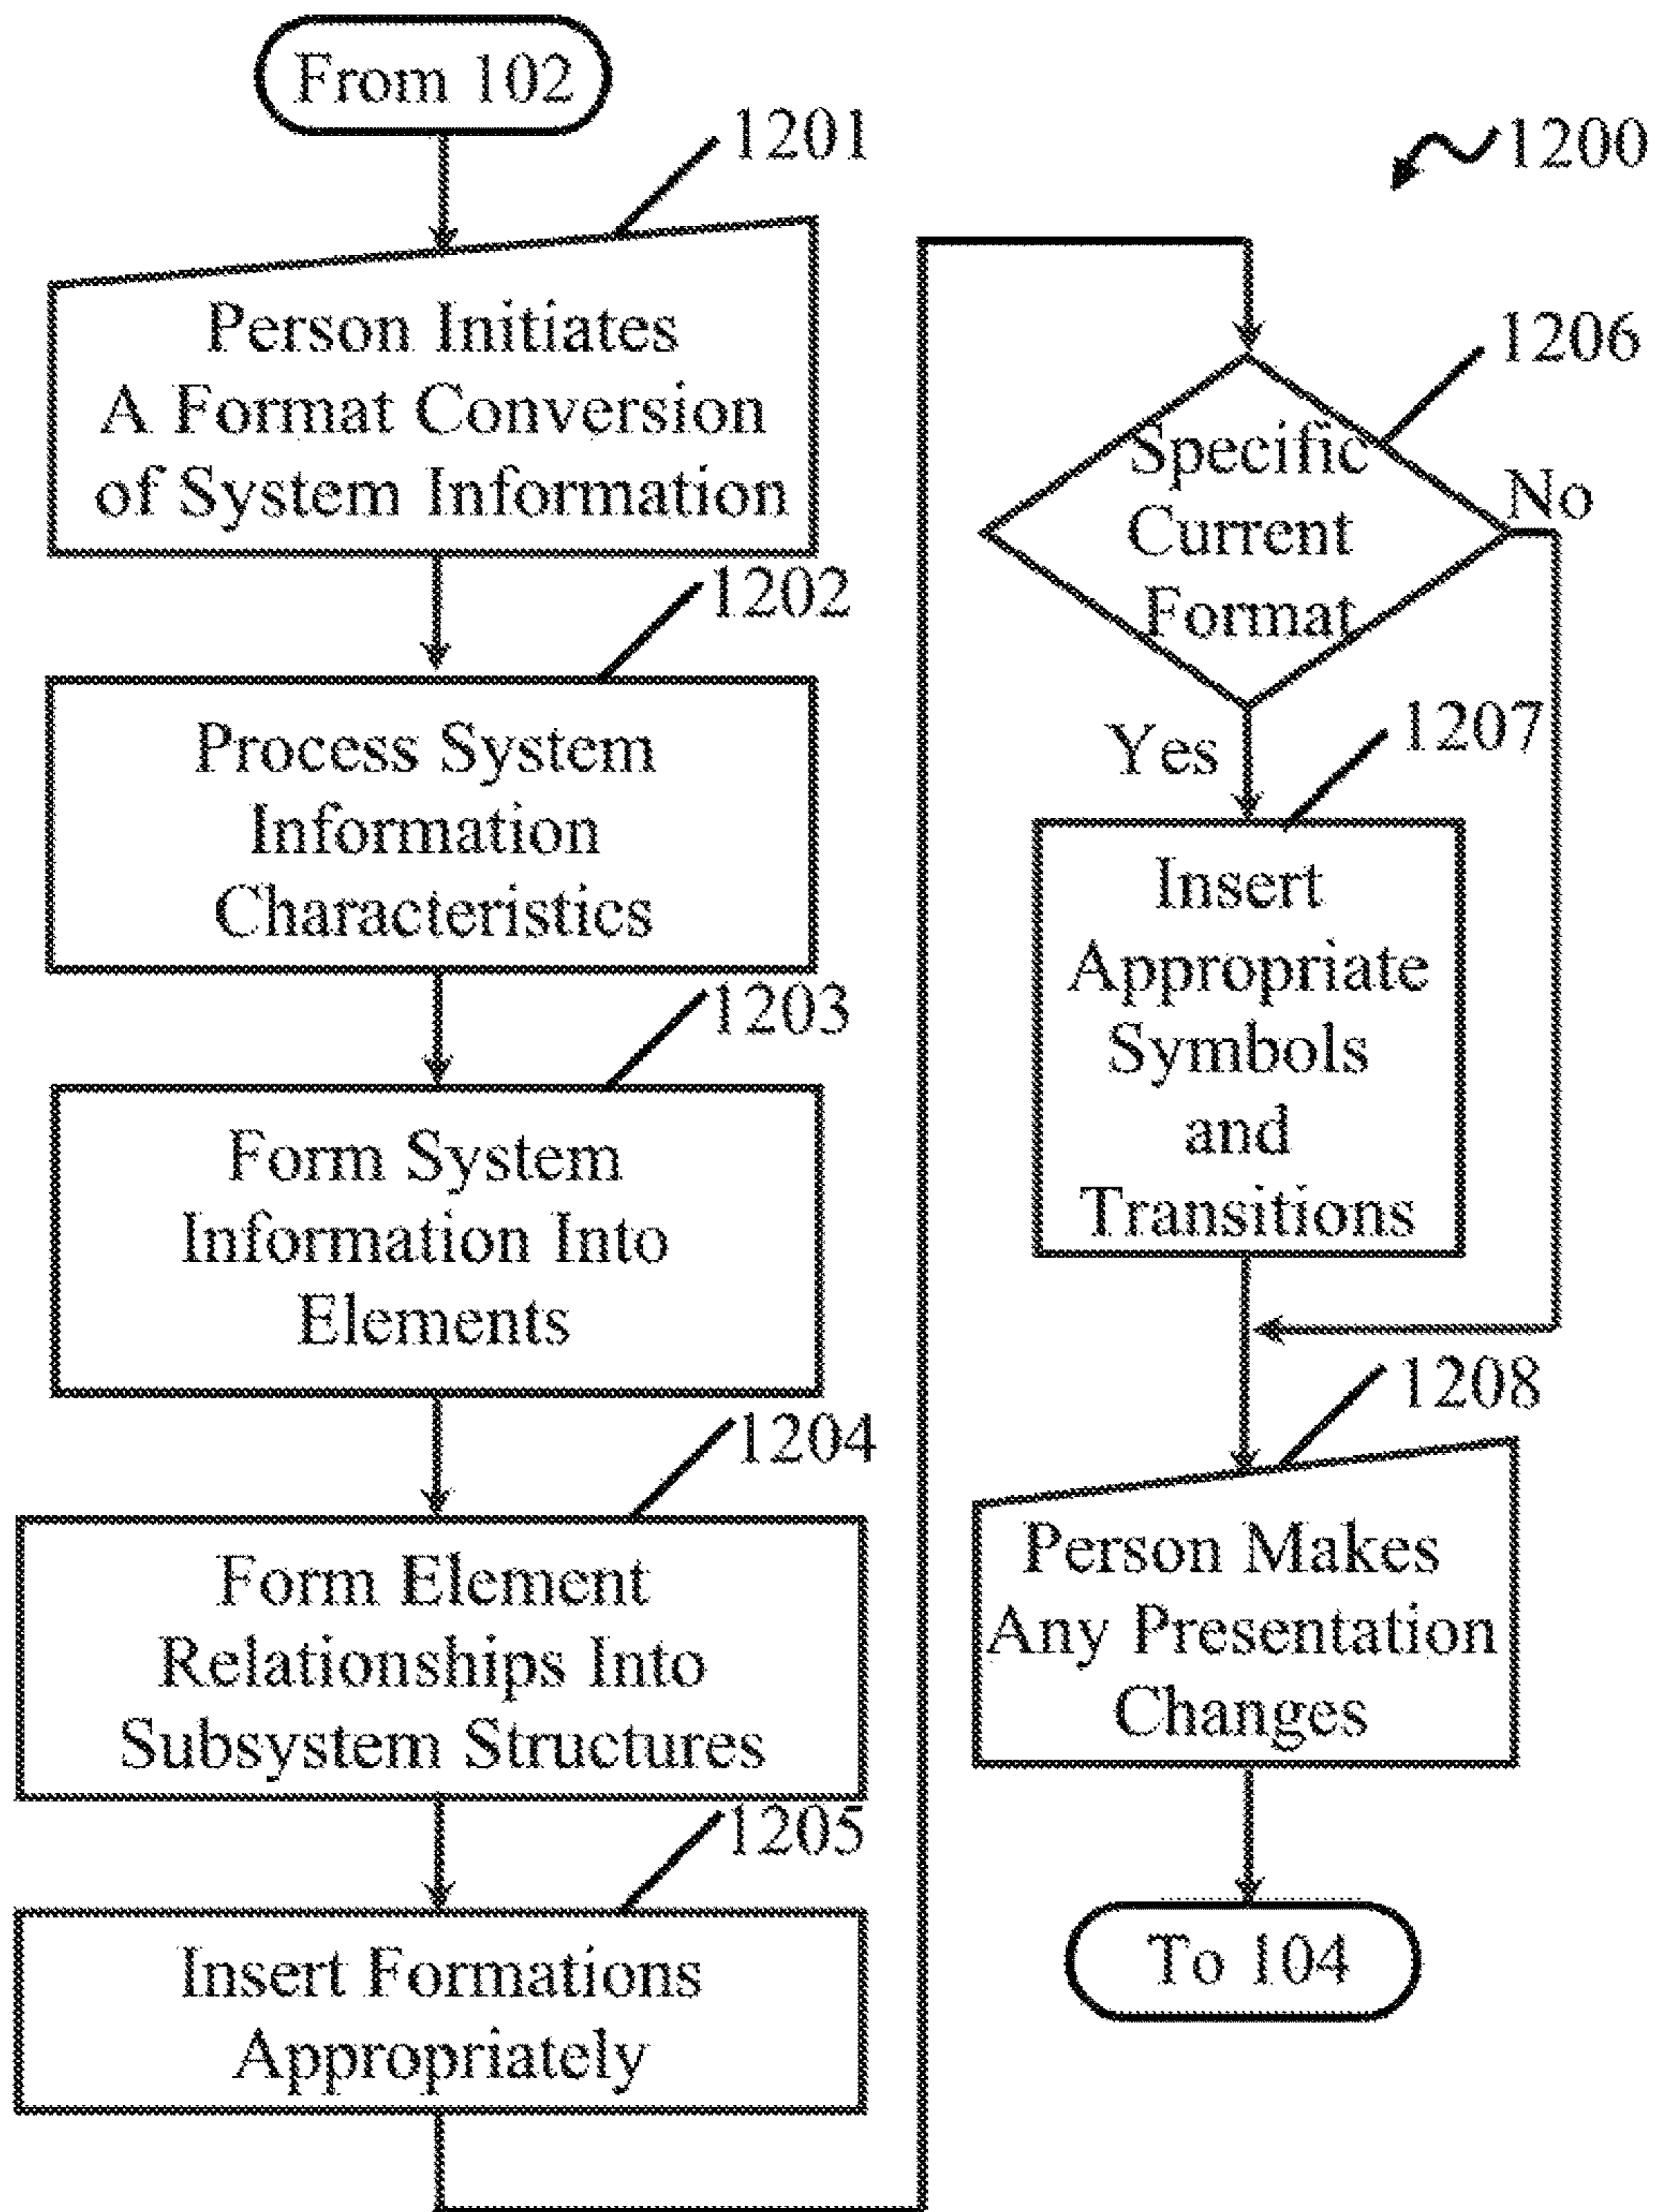 From 102
1201
Person Initiates
A Format Conversion
of System Information
1202
Process System
Information
Characteristics
1203
Form System
Information Into
Elements
1204
Form Element
Relationships Into
Subsystem Structures
1205
Insert Formations
Appropriately
1200
1206
Specific
Current
Format
No
Yes
1207
Insert
Appropriate
Symbols
and
Transitions
1208
Person Makes
Any Presentation
Changes
To 104